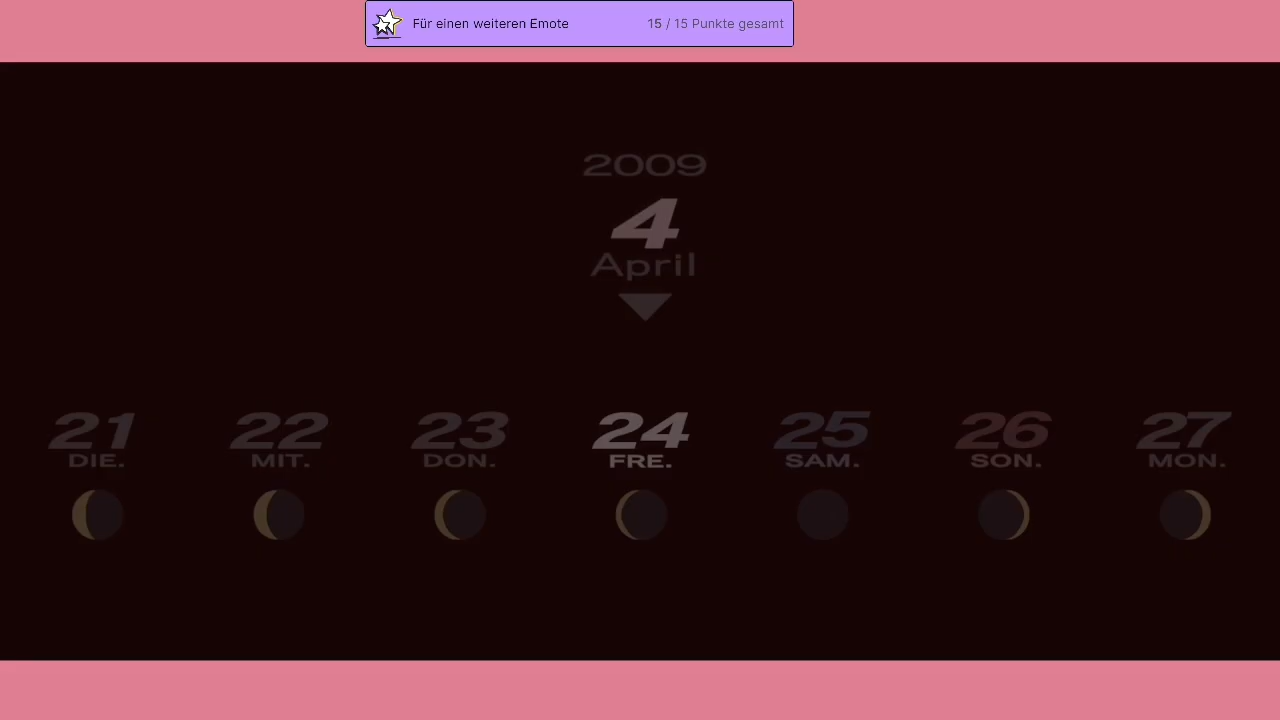 Für einen weiteren Emote 15 / 15 Punkte gesamt
2009
4
April
21 22 23 24 25 26 27
DIE. MIT. DON. FRE. SAM. SON. MON.